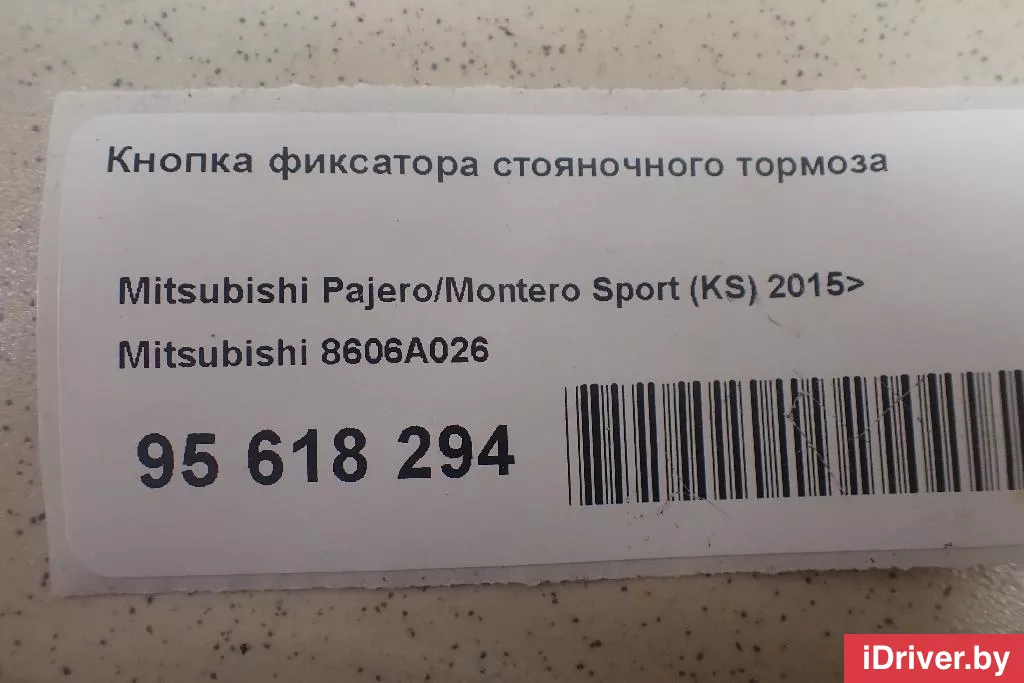 Кнопка фиксатора стояночного тормоза
Mitsubishi Pajero/Montero Sport (KS) 2015>
Mitsubishi 8606A026
95 618 294
iDriver.by